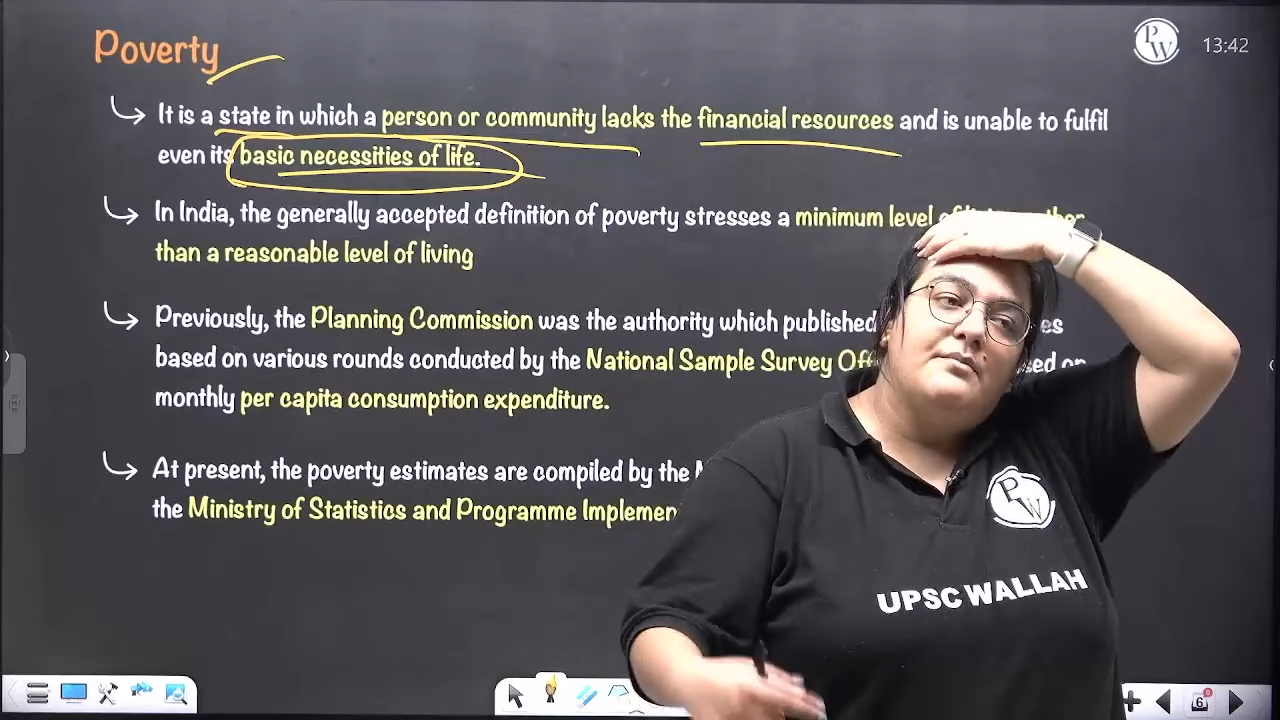 Poverty
PW
13:42
It is a state in which a person or community lacks the financial resources and is unable to fulfil
even its basic necessities of life.
In India, the generally accepted definition of poverty stresses a minimum level
than a reasonable level of living
Previously, the Planning Commission was the authority which published
based on various rounds conducted by the National Sample Survey
monthly per capita consumption expenditure.
At present, the poverty estimates are compiled by the
the Ministry of Statistics and Programme
PW
UPSC WALLAH
6